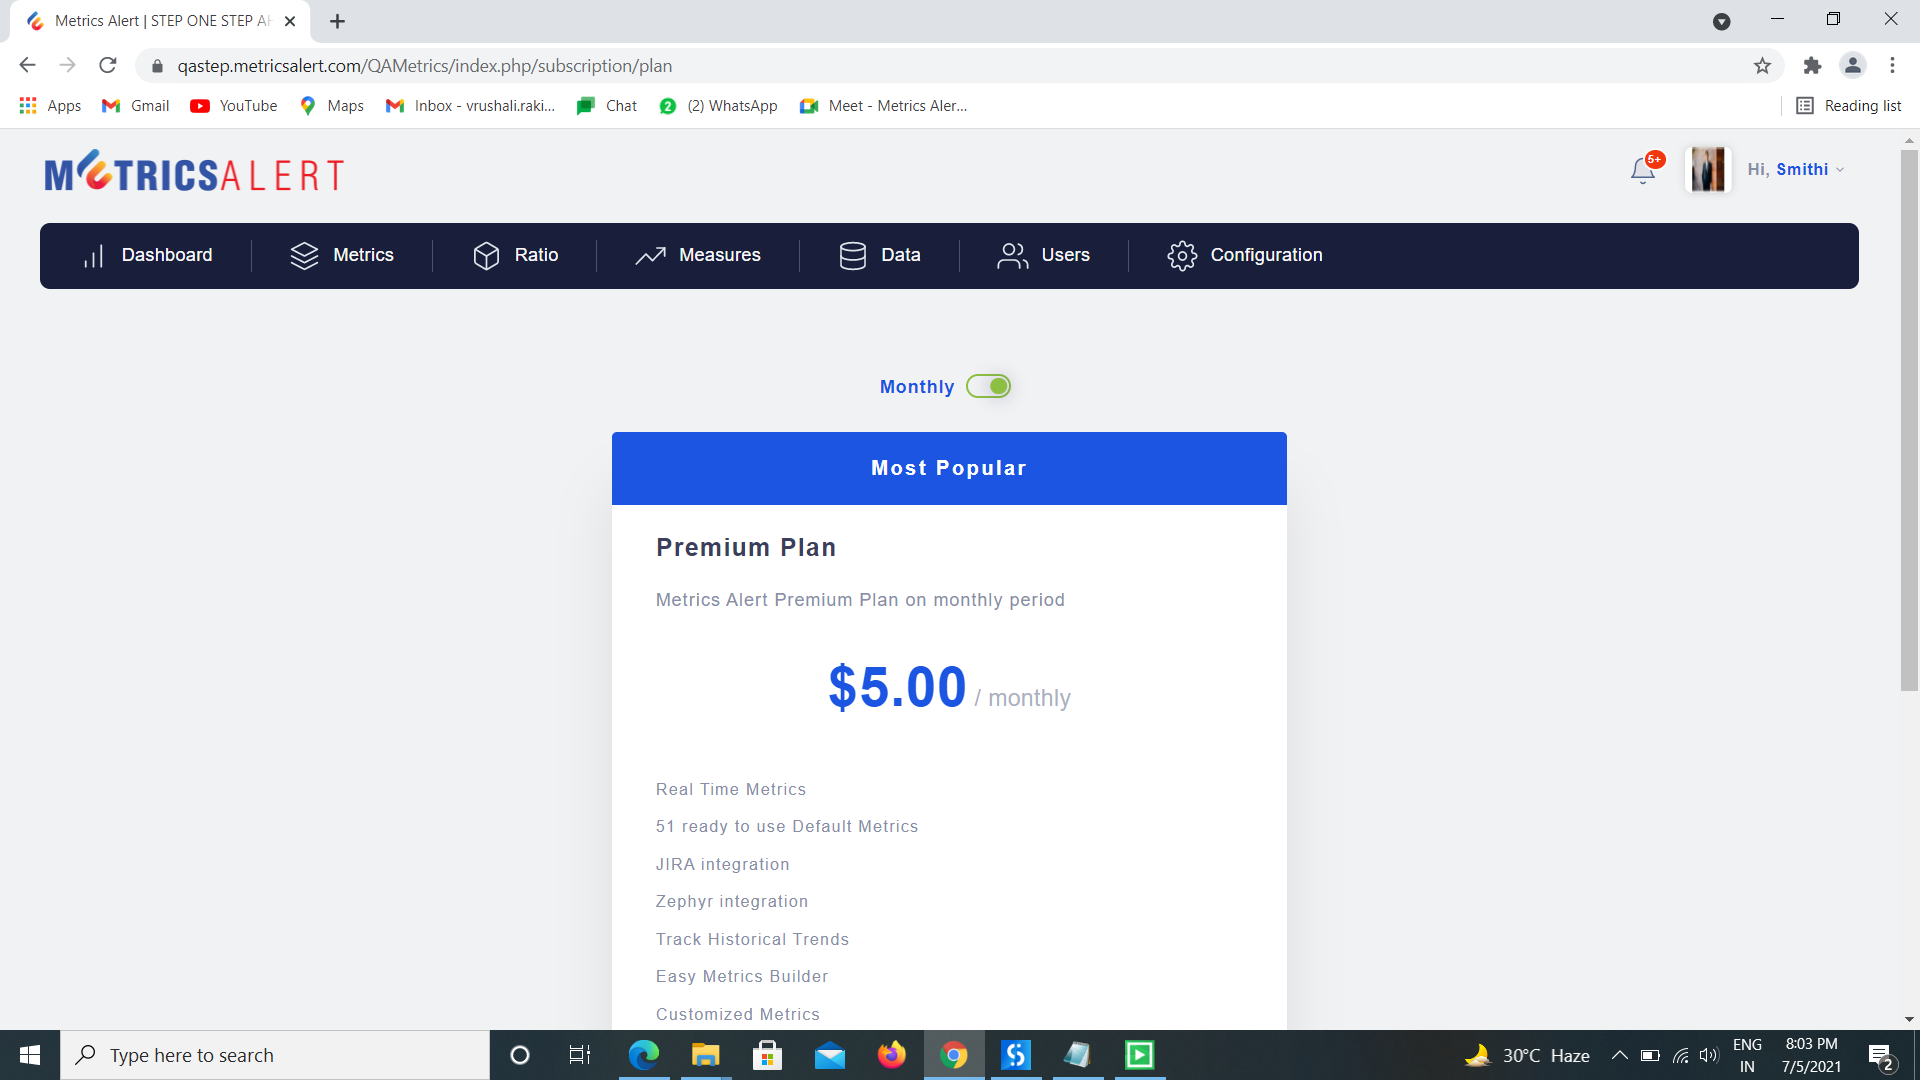 Metrics Alert | STEP ONE STEP AH
qastep.metricsalert.com/QAMetrics/index.php/subscription/plan
Apps Gmail YouTube Maps Inbox - vrushali.raki... Chat (2) WhatsApp Meet - Metrics Aler... Reading list
METRICSALERT
5+
Hi, Smithi
Dashboard Metrics Ratio Measures Data Users Configuration
Monthly
Most Popular
Premium Plan
Metrics Alert Premium Plan on monthly period
$5.00 / monthly
Real Time Metrics
51 ready to use Default Metrics
JIRA integration
Zephyr integration
Track Historical Trends
Easy Metrics Builder
Customized Metrics
Type here to search
30°C Haze
ENG
IN
8:03 PM
7/5/2021
2